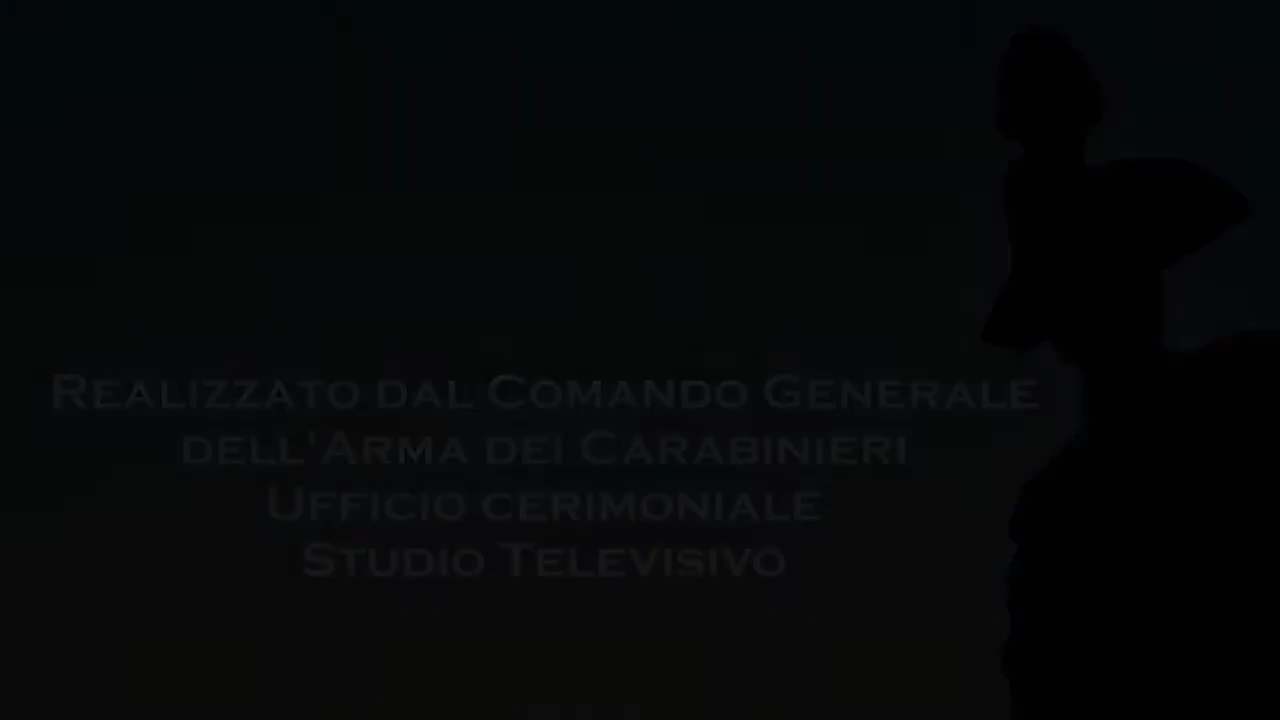 Realizzato dal Comando Generale
dell'Arma dei Carabinieri
Ufficio cerimoniale
Studio Televisivo